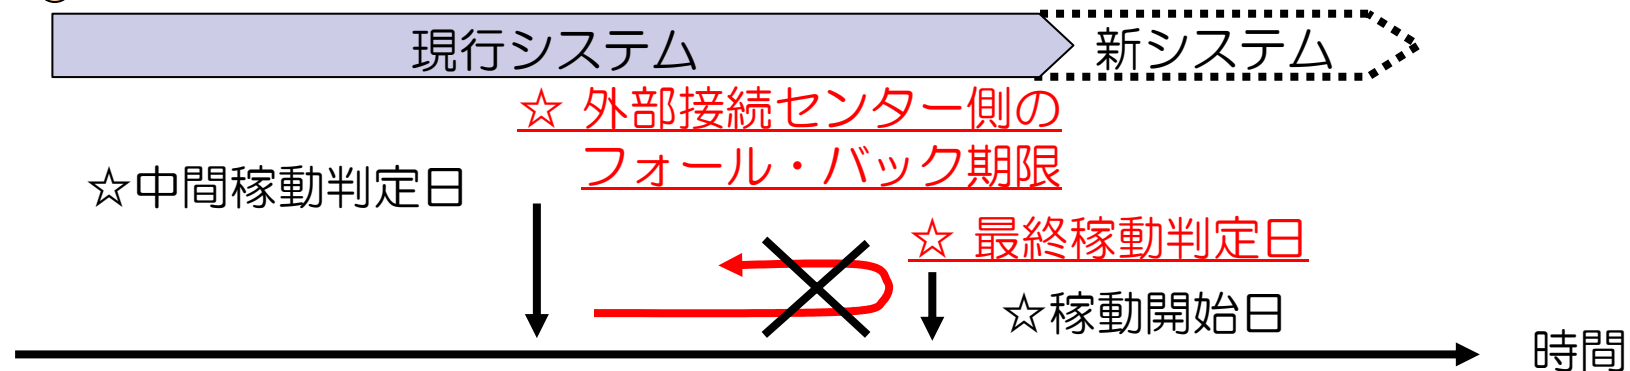 現行システム
新システム
☆ 外部接続センター側の
フォール・バック期限
☆中間稼動判定日
☆ 最終稼動判定日
☆稼動開始日
時間